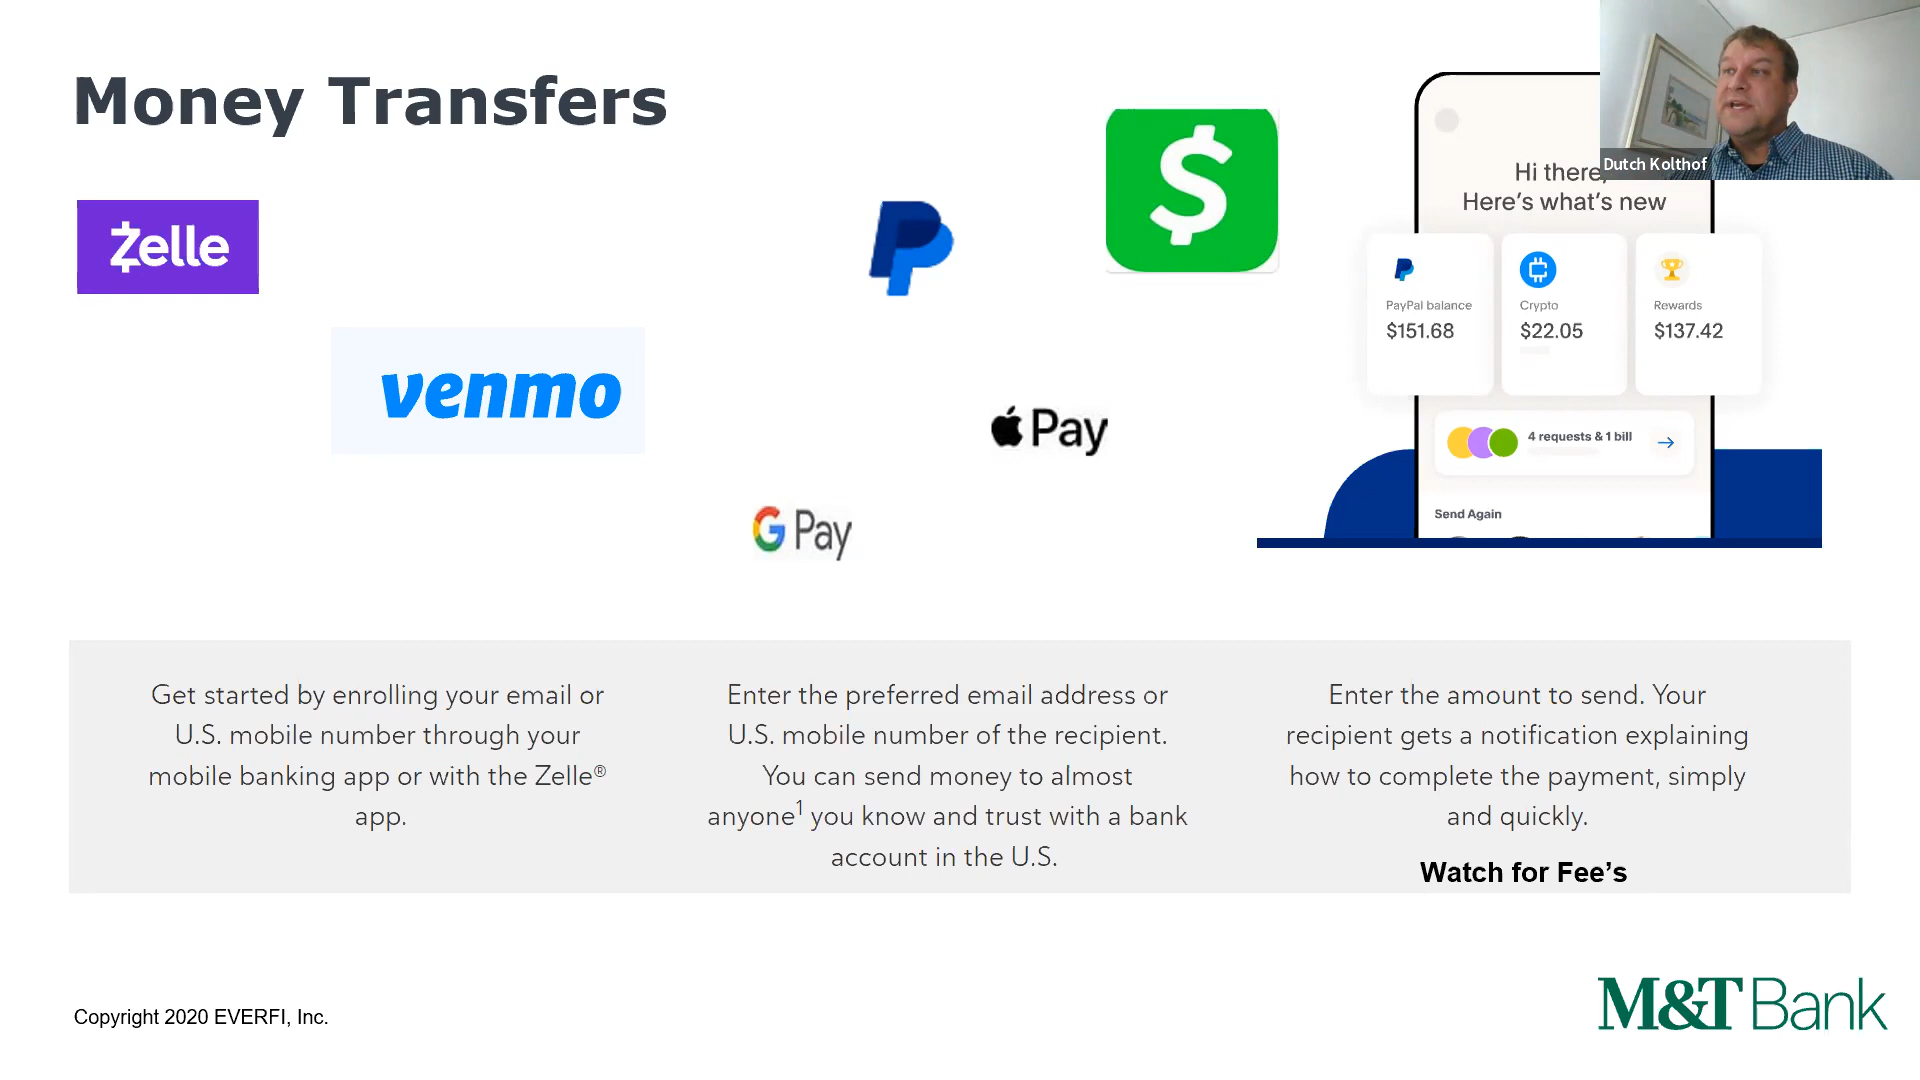 Money Transfers
Dutch Kolthof
Zelle
venmo
Pay
G Pay
$
Hi there,
Here's what's new
PayPal balance
$151.68
Crypto
$22.05
Rewards
$137.42
4 requests & 1 bill
Send Again
Get started by enrolling your email or
U.S. mobile number through your
mobile banking app or with the Zelle®
app.
Enter the preferred email address or
U.S. mobile number of the recipient.
You can send money to almost
anyone1 you know and trust with a bank
account in the U.S.
Enter the amount to send. Your
recipient gets a notification explaining
how to complete the payment, simply
and quickly.
Watch for Fee's
Copyright 2020 EVERFI, Inc.
M&T Bank